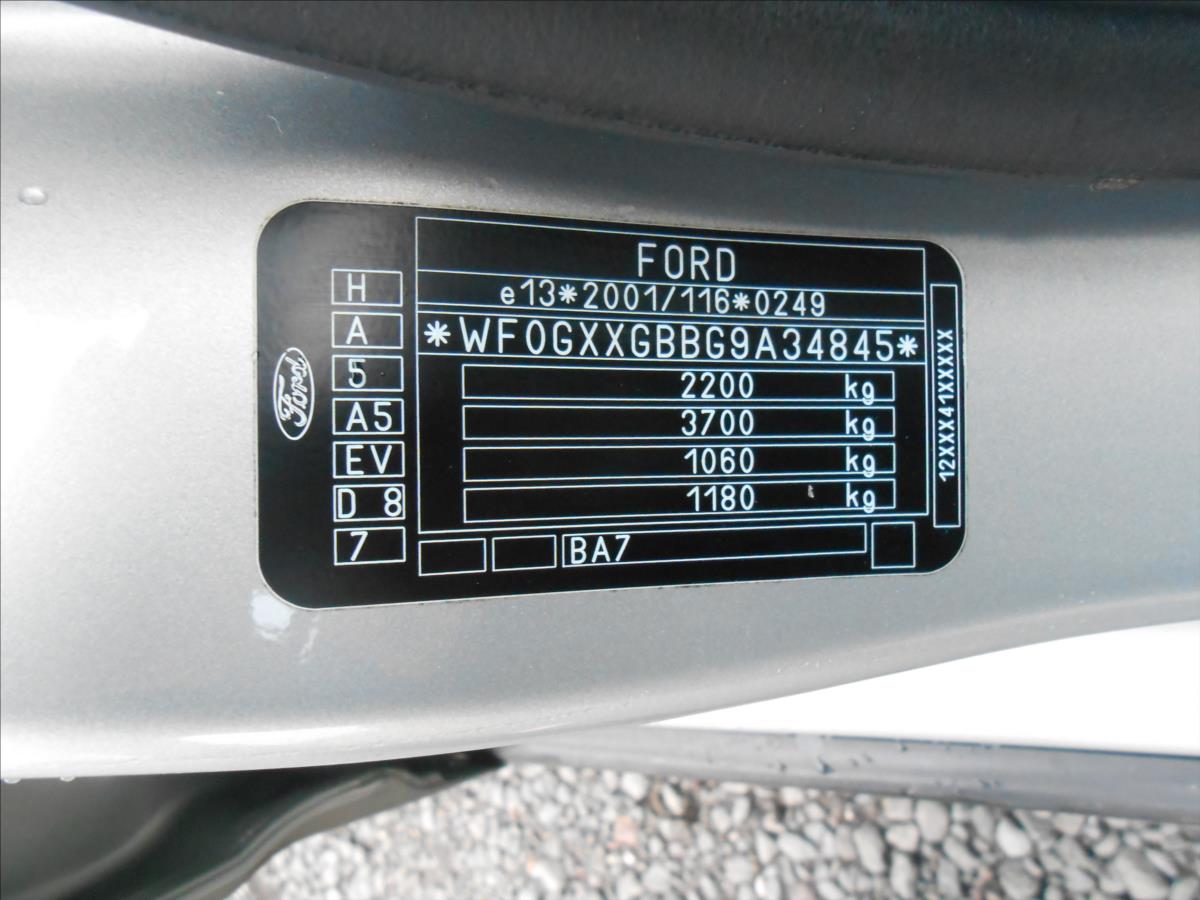 FORD
e13*2001/116*0249
*WF0GXXGBBG9A34845*
2200 kg
3700 kg
1060 kg
1180 kg
BA7
H
A
5
A5
EV
D 8
7
Ford
12XXX41XXXXX